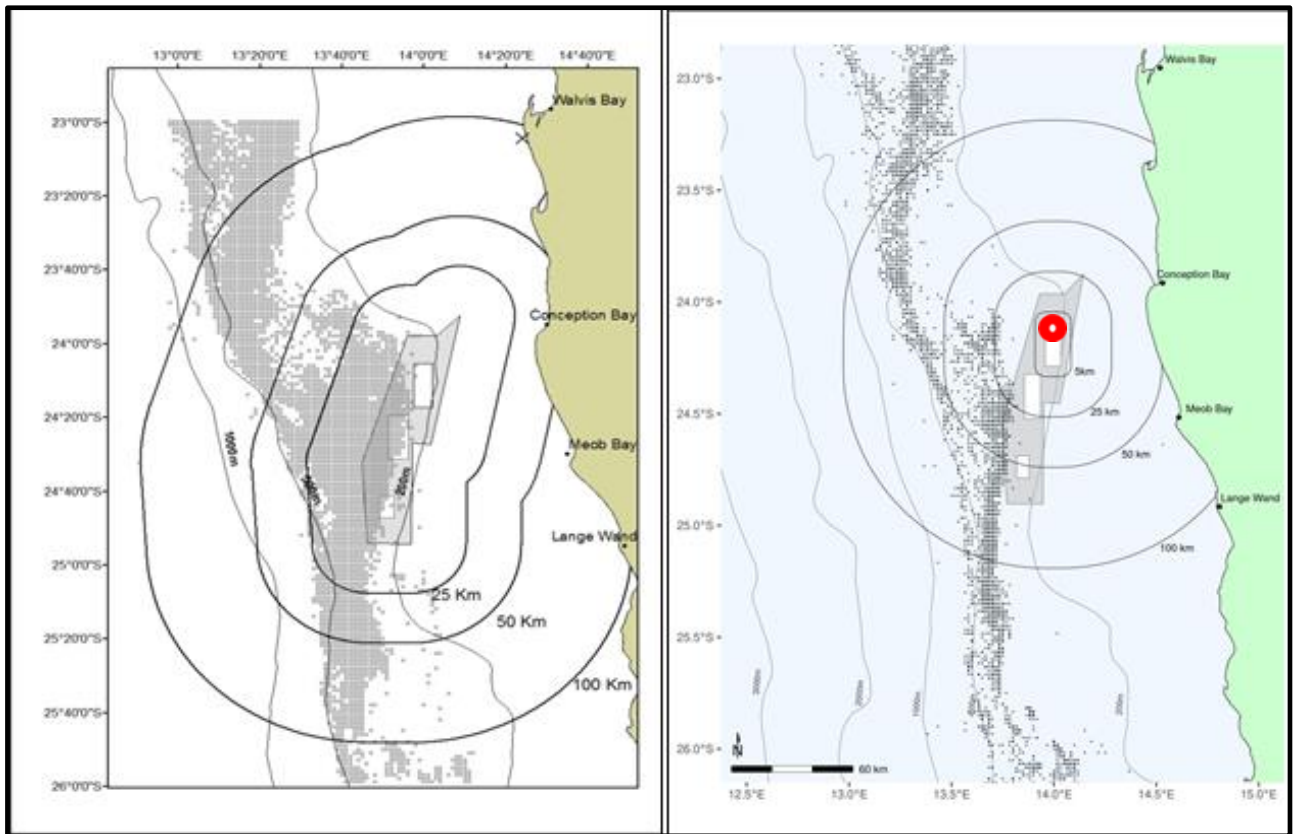 13°0'0"E 13°20'0"E 13°40'0"E 14°0'0"E 14°20'0"E 14°40'0"E
Walvis Bay
23°0'0"S
23°20'0"S
23°40'0"S
Conception Bay
24°0'0"S
24°20'0"S
1000m
200m
Meob Bay
24°40'0"S
Lange Wand
25°0'0"S
25 Km
25°20'0"S
50 Km
100 Km
25°40'0"S
26°0'0"S
Walvis Bay
23.0°S
23.5°S
Conception Bay
24.0°S
5km
25 km
24.5°S
Meob Bay
50 km
Lange Wand
25.0°S
100 km
25.5°S
1000m
200m
26.0°S
N
60 km
12.5°E 13.0°E 13.5°E 14.0°E 14.5°E 15.0°E